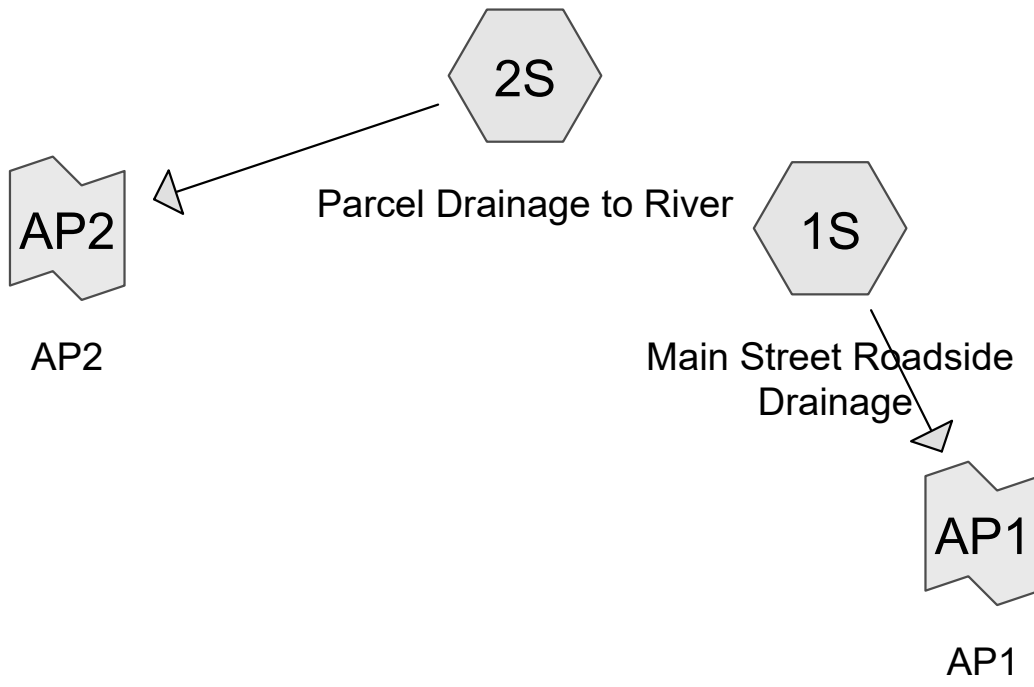 2S
Parcel Drainage to River
AP2
AP2
1S
Main Street Roadside
Drainage
AP1
AP1